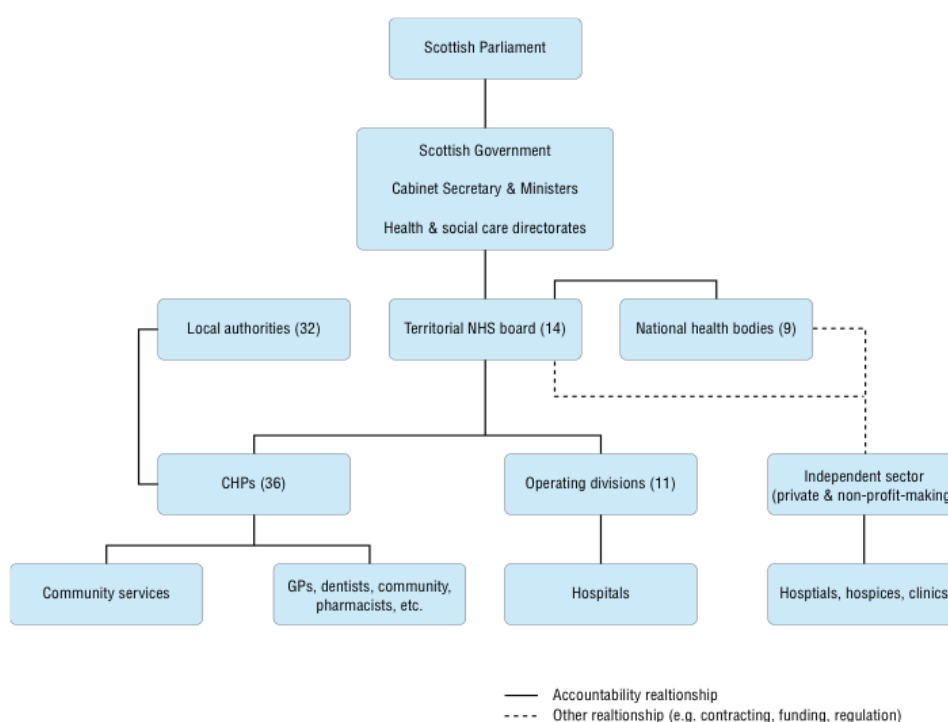 Scottish Parliament
Scottish Government
Cabinet Secretary & Ministers
Health & social care directorates
Local authorities (32)
Territorial NHS board (14)
National health bodies (9)
CHPs (36)
Operating divisions (11)
Independent sector
(private & non-profit-making
Community services
GPs, dentists, community,
pharmacists, etc.
Hospitals
Hosptials, hospices, clinics
Accountability realtionship
Other realtionship (e.g. contracting, funding, regulation)